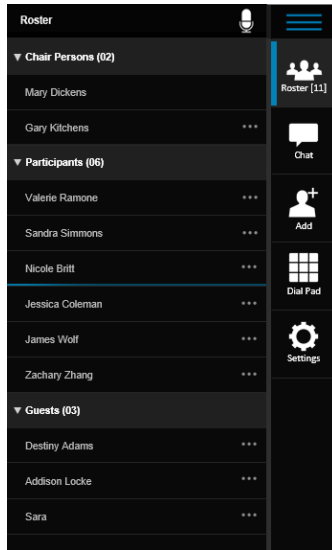 Roster
▼ Chair Persons (02)
Mary Dickens
Gary Kitchens
▼ Participants (06)
Valerie Ramone
Sandra Simmons
Nicole Britt
Jessica Coleman
James Wolf
Zachary Zhang
▼ Guests (03)
Destiny Adams
Addison Locke
Sara
Roster [11]
Chat
Add
Dial Pad
Settings